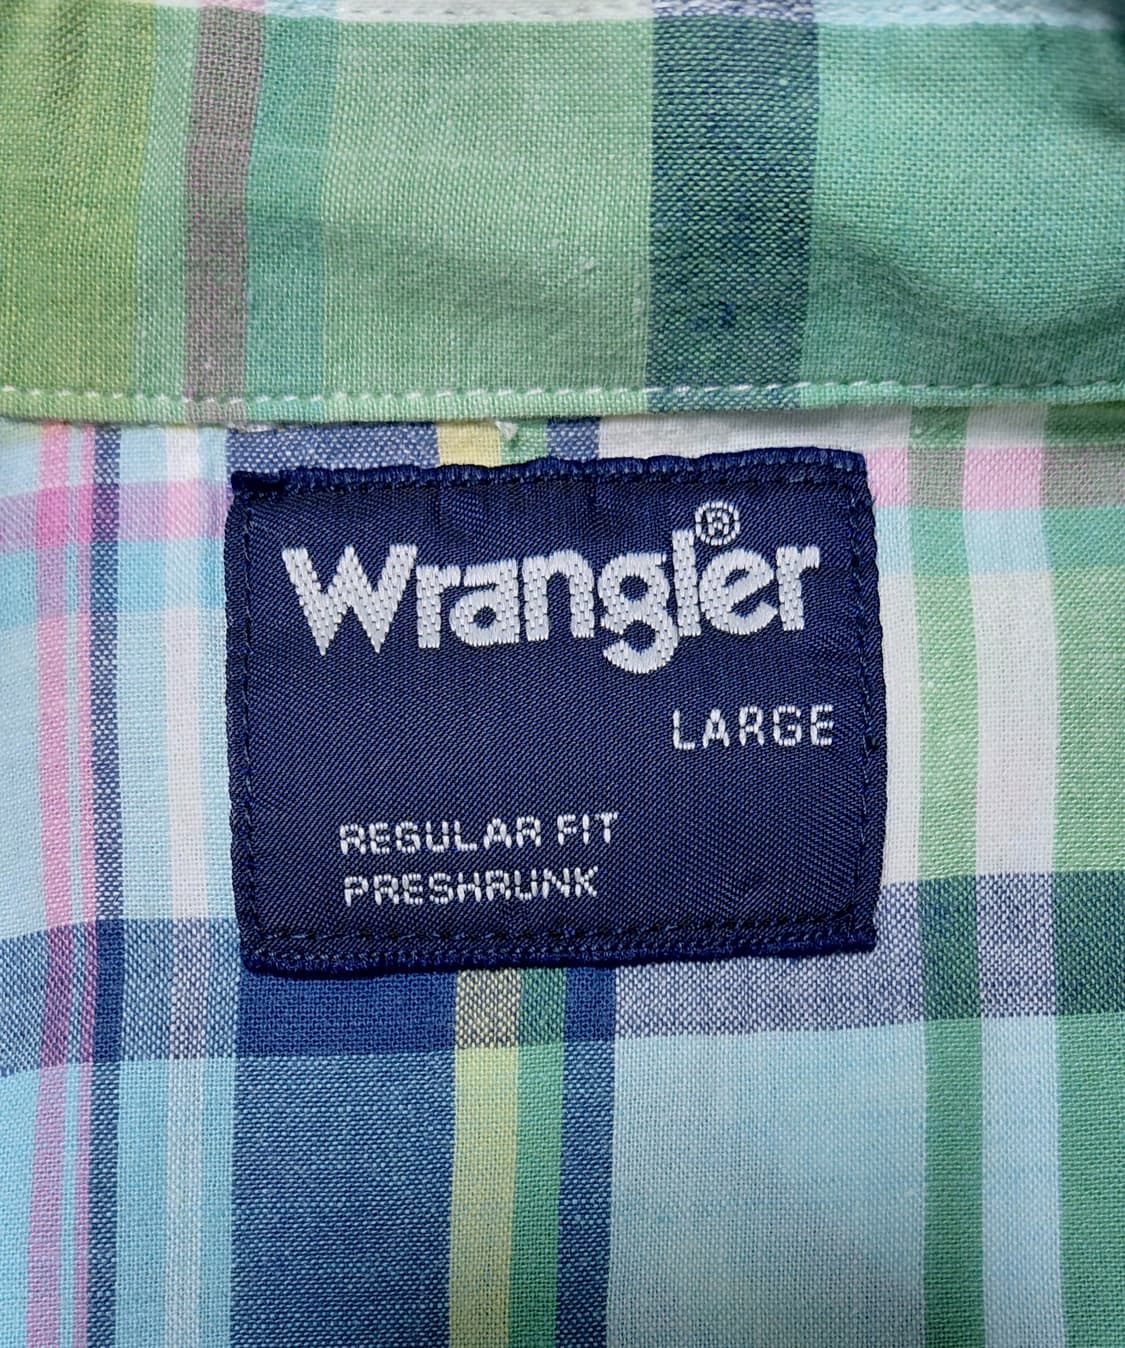 Wrangler®
LARGE
REGULAR FIT
PRESHRUNK